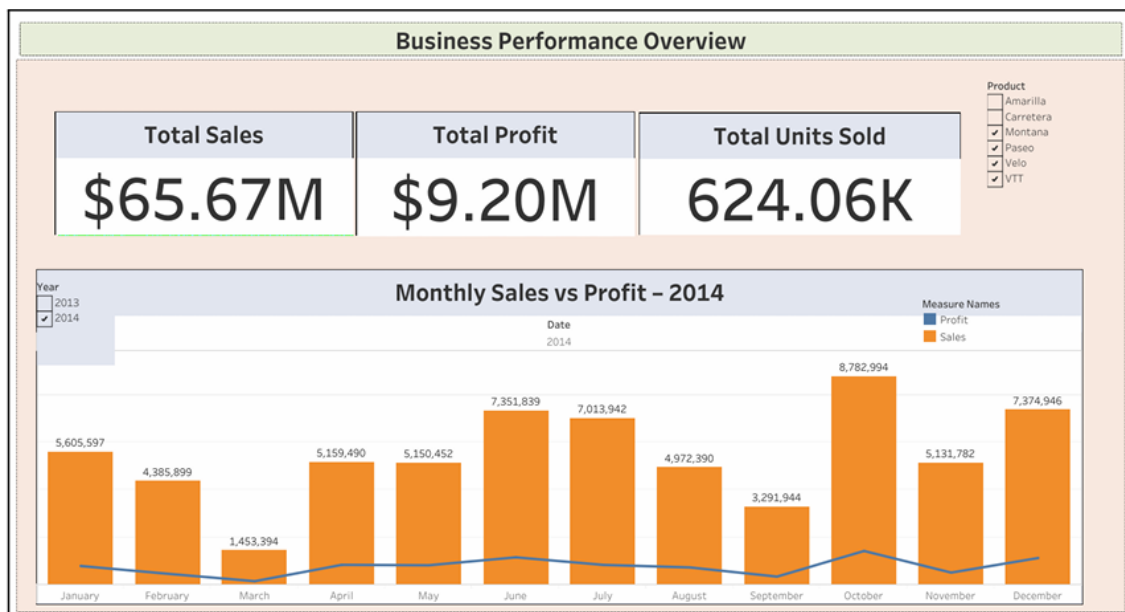 Business Performance Overview
Product
Amarilla
Carretera
Montana
Paseo
Velo
VTT
Total Sales
Total Profit
Total Units Sold
$65.67M
$9.20M
624.06K
Year
2013
2014
Monthly Sales vs Profit – 2014
Measure Names
Profit
Sales
Date
2014
5,605,597
4,385,899
1,453,394
5,159,490
5,150,452
7,351,839
7,013,942
4,972,390
3,291,944
8,782,994
5,131,782
7,374,946
January
February
March
April
May
June
July
August
September
October
November
December